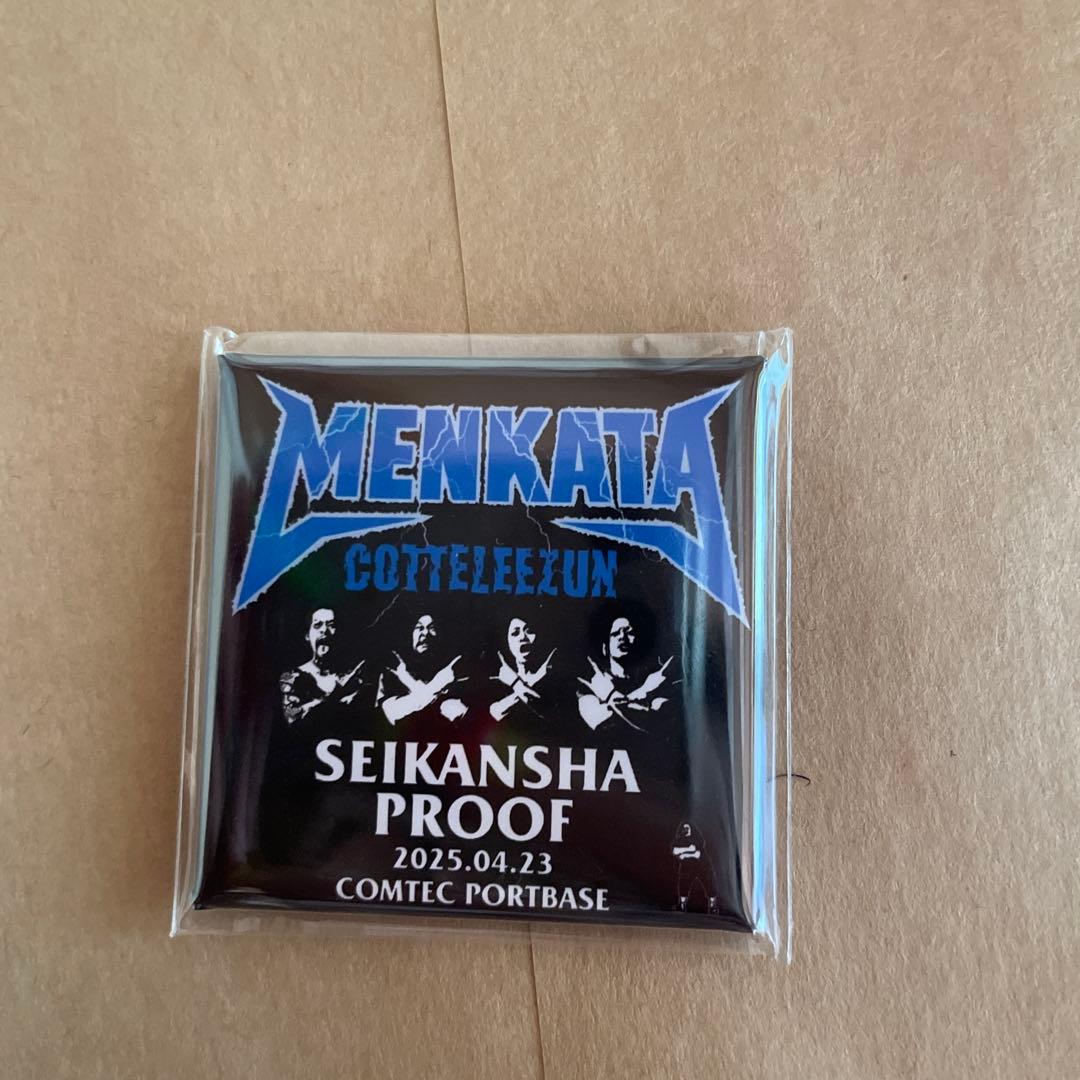 MENKATA
COTTELEEZUN
SEIKANSHA
PROOF
2025.04.23
COMTEC PORTBASE